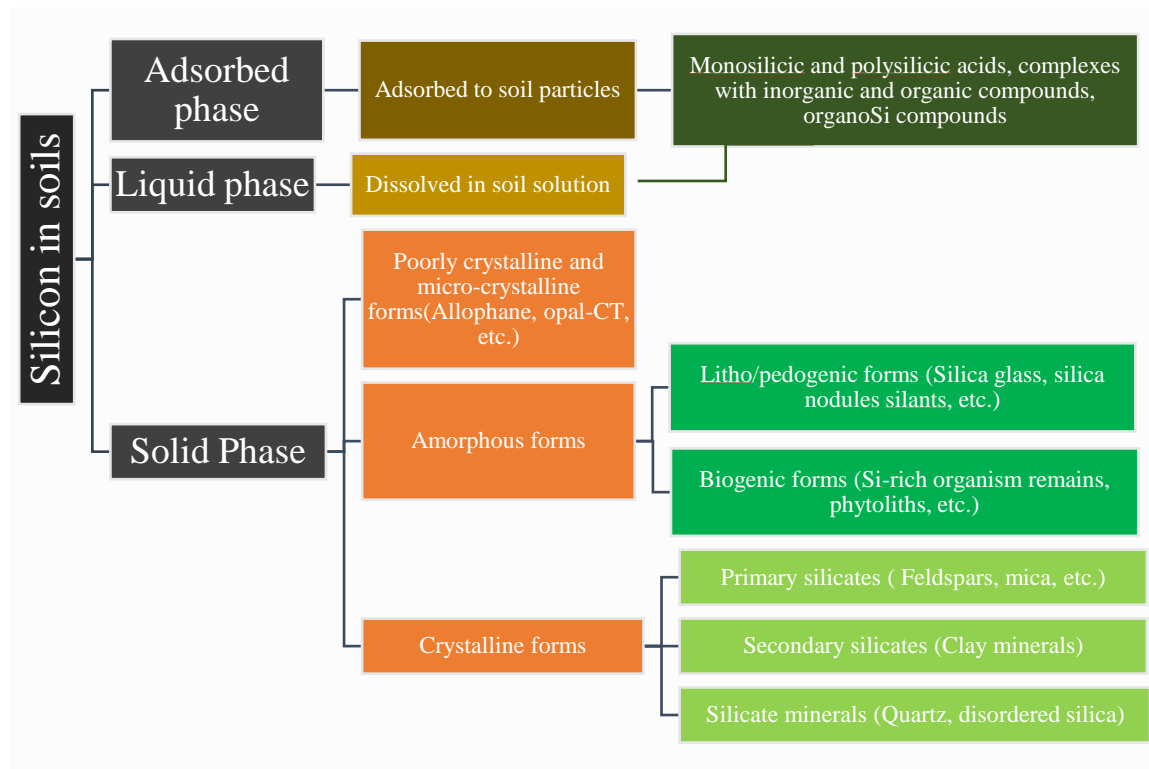 Silicon in soils
Adsorbed
phase
Adsorbed to soil particles
Monosilicic and polysilicic acids, complexes
with inorganic and organic compounds,
organoSi compounds
Liquid phase
Dissolved in soil solution
Solid Phase
Poorly crystalline and
micro-crystalline
forms(Allophane, opal-CT,
etc.)
Amorphous forms
Litho/pedogenic forms (Silica glass, silica
nodules silants, etc.)
Biogenic forms (Si-rich organism remains,
phytoliths, etc.)
Crystalline forms
Primary silicates ( Feldspars, mica, etc.)
Secondary silicates (Clay minerals)
Silicate minerals (Quartz, disordered silica)